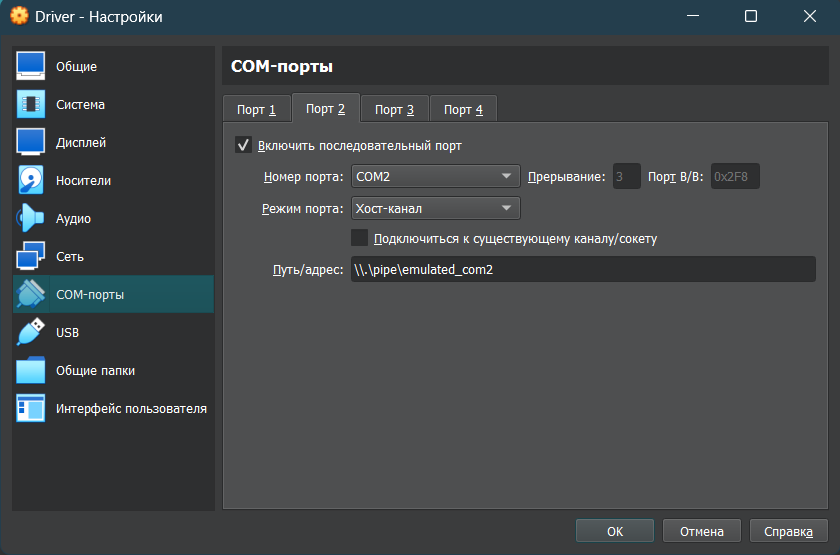 Driver - Настройки
Общие
Система
Дисплей
Носители
Аудио
Сеть
COM-порты
USB
Общие папки
Интерфейс пользователя
COM-порты
Порт 1 Порт 2 Порт 3 Порт 4
Включить последовательный порт
Номер порта: COM2 Прерывание: 3 Порт В/В: 0x2F8
Режим порта: Хост-канал
Подключиться к существующему каналу/сокету
Путь/адрес: \\.\pipe\emulated_com2
OK Отмена Справка